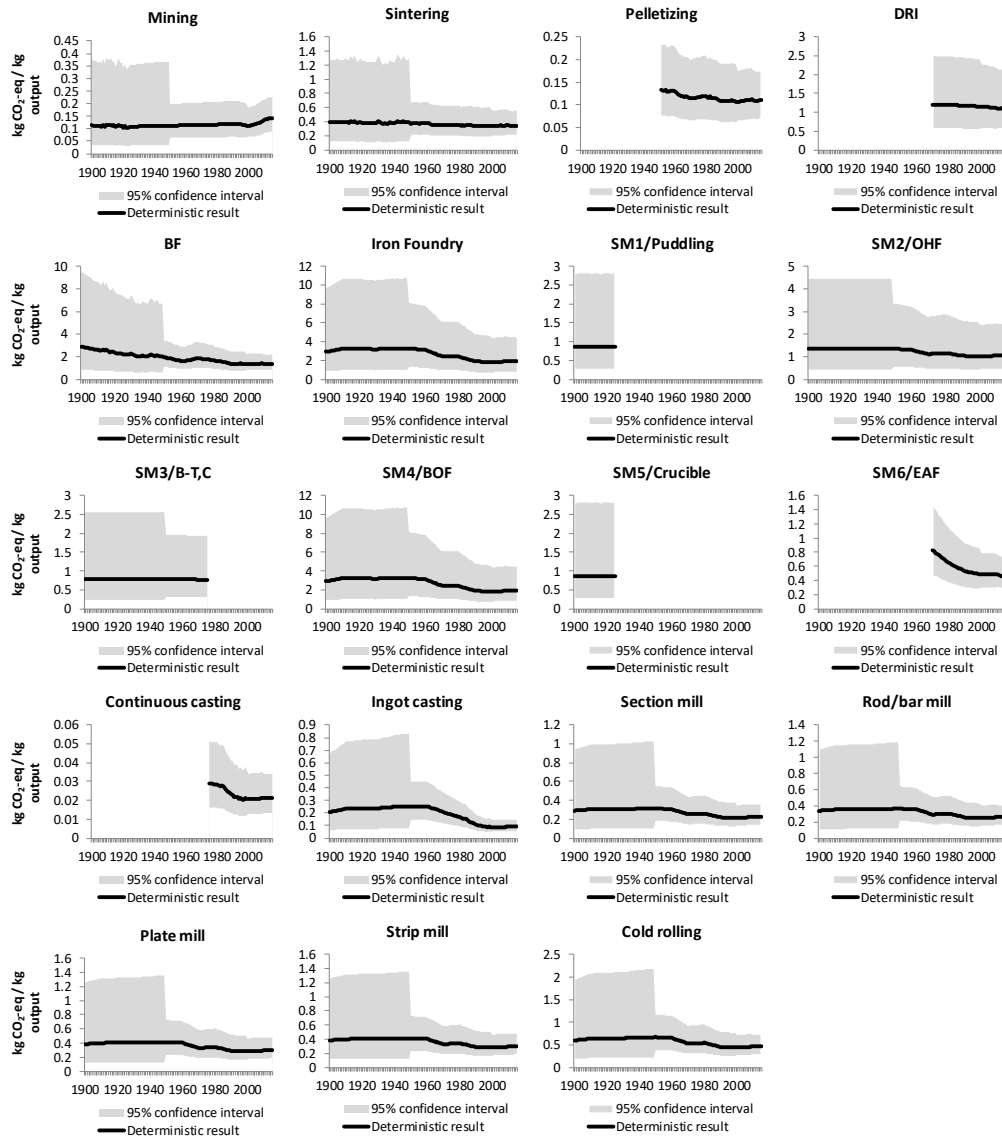 Mining
kg CO₂-eq / kg
output
0.45
0.4
0.35
0.3
0.25
0.2
0.15
0.1
0.05
0
1900 1920 1940 1960 1980 2000
95% confidence interval
Deterministic result
Sintering
1.6
1.4
1.2
1
0.8
0.6
0.4
0.2
0
1900 1920 1940 1960 1980 2000
95% confidence interval
Deterministic result
Pelletizing
0.25
0.2
0.15
0.1
0.05
0
1900 1920 1940 1960 1980 2000
95% confidence interval
Deterministic result
DRI
3
2.5
2
1.5
1
0.5
0
1900 1920 1940 1960 1980 2000
95% confidence interval
Deterministic result
BF
kg CO₂-eq / kg
output
10
8
6
4
2
0
1900 1920 1940 1960 1980 2000
95% confidence interval
Deterministic result
Iron Foundry
12
10
8
6
4
2
0
1900 1920 1940 1960 1980 2000
95% confidence interval
Deterministic result
SM1/Puddling
3
2.5
2
1.5
1
0.5
0
1900 1920 1940 1960 1980 2000
95% confidence interval
Deterministic result
SM2/OHF
5
4
3
2
1
0
1900 1920 1940 1960 1980 2000
95% confidence interval
Deterministic result
SM3/B-T,C
kg CO₂-eq / kg
output
3
2.5
2
1.5
1
0.5
0
1900 1920 1940 1960 1980 2000
95% confidence interval
Deterministic result
SM4/BOF
12
10
8
6
4
2
0
1900 1920 1940 1960 1980 2000
95% confidence interval
Deterministic result
SM5/Crucible
3
2.5
2
1.5
1
0.5
0
1900 1920 1940 1960 1980 2000
95% confidence interval
Deterministic result
SM6/EAF
1.6
1.4
1.2
1
0.8
0.6
0.4
0.2
0
1900 1920 1940 1960 1980 2000
95% confidence interval
Deterministic result
Continuous casting
kg CO₂-eq / kg
output
0.06
0.05
0.04
0.03
0.02
0.01
0
1900 1920 1940 1960 1980 2000
95% confidence interval
Deterministic result
Ingot casting
0.9
0.8
0.7
0.6
0.5
0.4
0.3
0.2
0.1
0
1900 1920 1940 1960 1980 2000
95% confidence interval
Deterministic result
Section mill
1.2
1
0.8
0.6
0.4
0.2
0
1900 1920 1940 1960 1980 2000
95% confidence interval
Deterministic result
Rod/bar mill
1.4
1.2
1
0.8
0.6
0.4
0.2
0
1900 1920 1940 1960 1980 2000
95% confidence interval
Deterministic result
Plate mill
kg CO₂-eq / kg
output
1.6
1.4
1.2
1
0.8
0.6
0.4
0.2
0
1900 1920 1940 1960 1980 2000
95% confidence interval
Deterministic result
Strip mill
1.6
1.4
1.2
1
0.8
0.6
0.4
0.2
0
1900 1920 1940 1960 1980 2000
95% confidence interval
Deterministic result
Cold rolling
2.5
2
1.5
1
0.5
0
1900 1920 1940 1960 1980 2000
95% confidence interval
Deterministic result